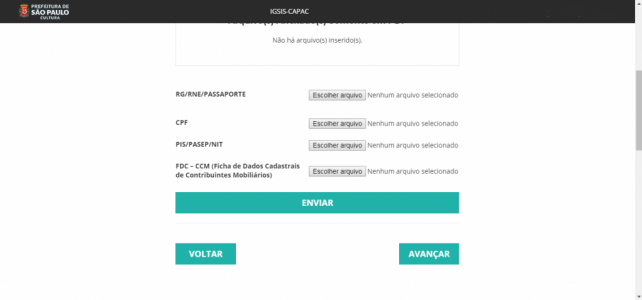 PREFEITURA DE
SÃO PAULO
CULTURA
IGSIS-CAPAC
Não há arquivo(s) inserido(s).
RG/RNE/PASSAPORTE Escolher arquivo Nenhum arquivo selecionado
CPF Escolher arquivo Nenhum arquivo selecionado
PIS/PASEP/NIT Escolher arquivo Nenhum arquivo selecionado
FDC – CCM (Ficha de Dados Cadastrais
de Contribuintes Mobiliários) Escolher arquivo Nenhum arquivo selecionado
ENVIAR
VOLTAR AVANÇAR